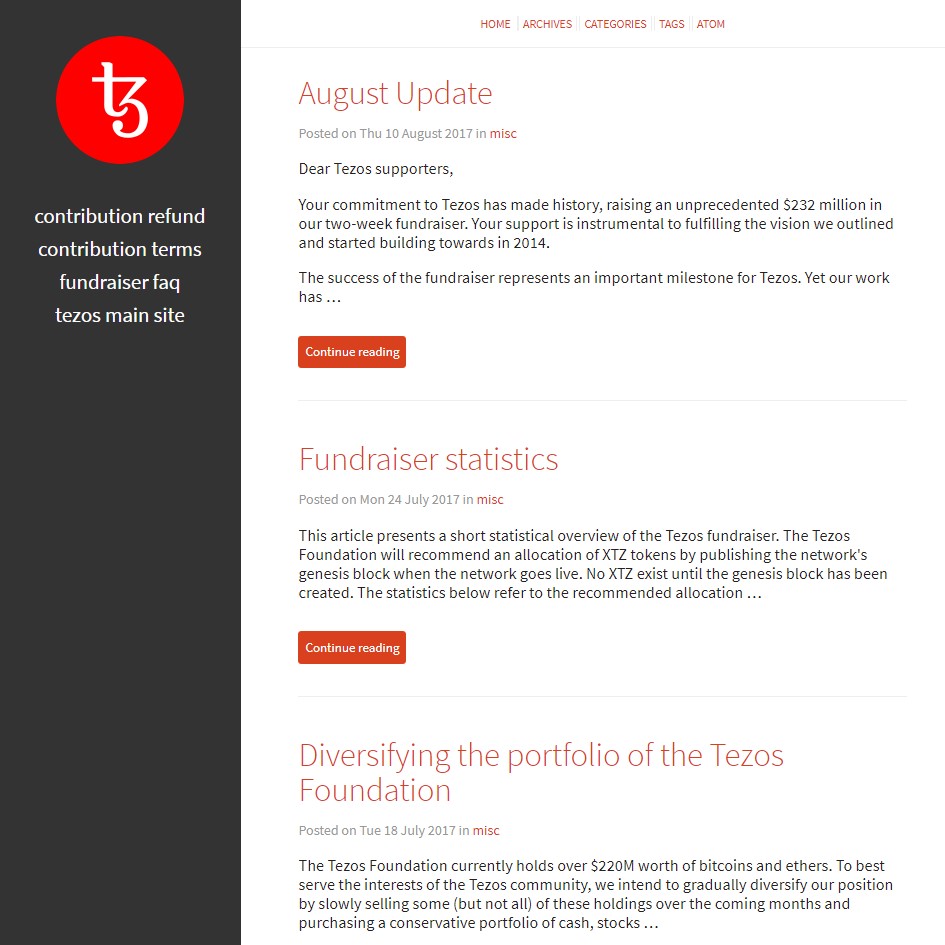 ꜩ
contribution refund
contribution terms
fundraiser faq
tezos main site
HOME ARCHIVES CATEGORIES TAGS ATOM
August Update
Posted on Thu 10 August 2017 in misc
Dear Tezos supporters,
Your commitment to Tezos has made history, raising an unprecedented $232 million in
our two-week fundraiser. Your support is instrumental to fulfilling the vision we outlined
and started building towards in 2014.
The success of the fundraiser represents an important milestone for Tezos. Yet our work
has …
Continue reading
Fundraiser statistics
Posted on Mon 24 July 2017 in misc
This article presents a short statistical overview of the Tezos fundraiser. The Tezos
Foundation will recommend an allocation of XTZ tokens by publishing the network's
genesis block when the network goes live. No XTZ exist until the genesis block has been
created. The statistics below refer to the recommended allocation …
Continue reading
Diversifying the portfolio of the Tezos
Foundation
Posted on Tue 18 July 2017 in misc
The Tezos Foundation currently holds over $220M worth of bitcoins and ethers. To best
serve the interests of the Tezos community, we intend to gradually diversify our position
by slowly selling some (but not all) of these holdings over the coming months and
purchasing a conservative portfolio of cash, stocks …